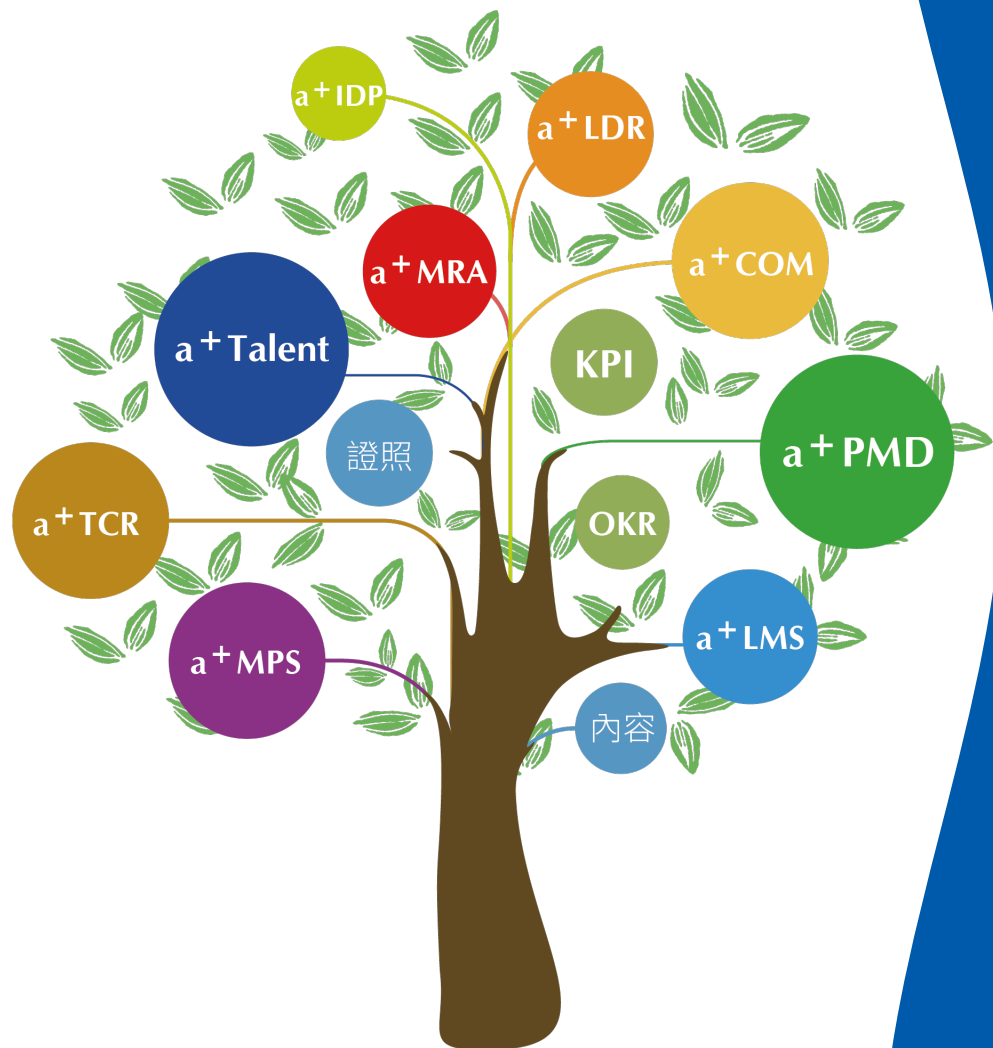 a+ IDP
a+ LDR
a+ MRA
a+ COM
a+ Talent
KPI
證照
a+ PMD
a+ TCR
OKR
a+ MPS
a+ LMS
內容